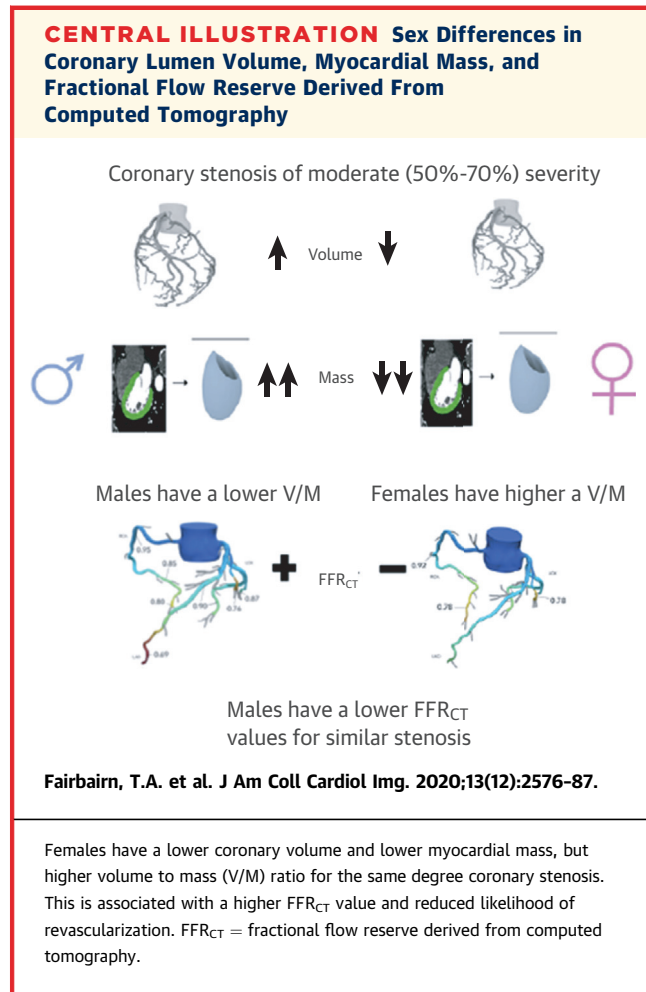 CENTRAL ILLUSTRATION Sex Differences in
Coronary Lumen Volume, Myocardial Mass, and
Fractional Flow Reserve Derived From
Computed Tomography
Coronary stenosis of moderate (50%-70%) severity
Volume
Mass
Males have a lower V/M
Females have higher a V/M
0.95
0.85
0.80
0.90
0.76
0.87
0.69
FFRCT
0.92
0.78
0.78
Males have a lower FFRCT
values for similar stenosis
Fairbairn, T.A. et al. J Am Coll Cardiol Img. 2020;13(12):2576–87.
Females have a lower coronary volume and lower myocardial mass, but
higher volume to mass (V/M) ratio for the same degree coronary stenosis.
This is associated with a higher FFRCT value and reduced likelihood of
revascularization. FFRCT = fractional flow reserve derived from computed
tomography.